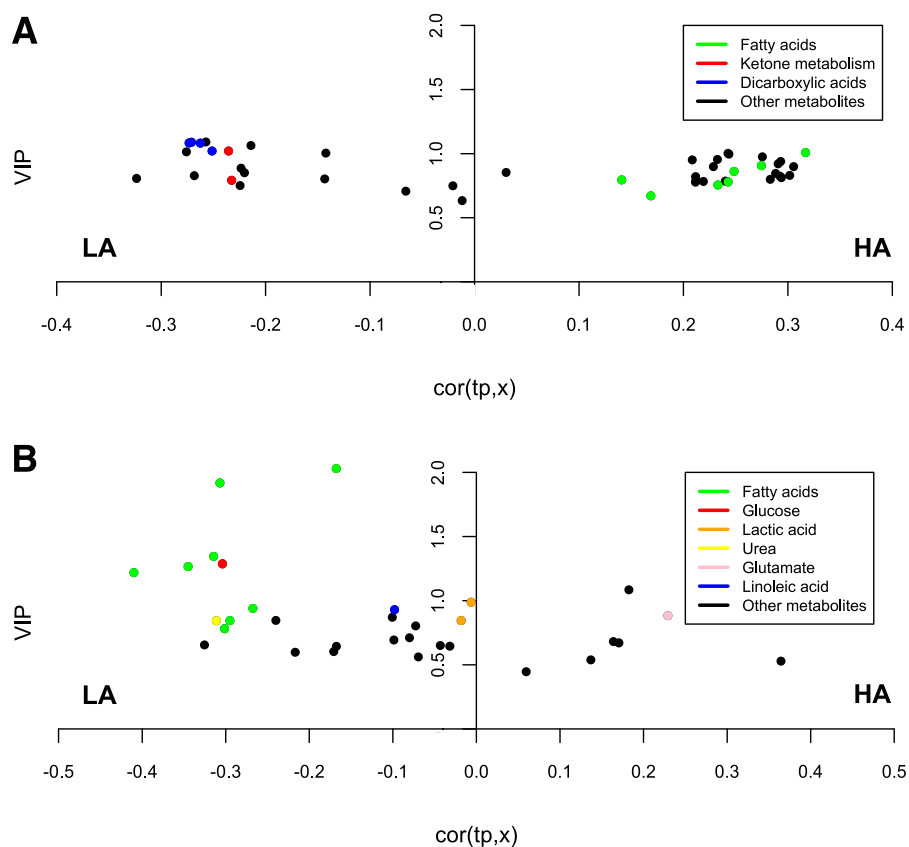 A
2.0
1.5
1.0
0.5
VIP
Fatty acids
Ketone metabolism
Dicarboxylic acids
Other metabolites
LA
HA
-0.4
-0.3
-0.2
-0.1
0.0
0.1
0.2
0.3
0.4
cor(tp,x)
B
2.0
1.5
1.0
0.5
VIP
Fatty acids
Glucose
Lactic acid
Urea
Glutamate
Linoleic acid
Other metabolites
LA
HA
-0.5
-0.4
-0.3
-0.2
-0.1
0.0
0.1
0.2
0.3
0.4
0.5
cor(tp,x)